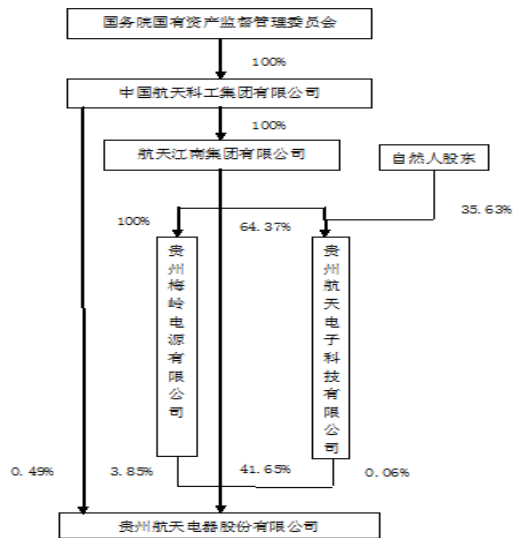 国务院国有资产监督管理委员会
100%
中国航天科工集团有限公司
100%
航天江南集团有限公司
自然人股东
35.63%
100%
64.37%
贵州梅岭电源有限公司
贵州航天电子科技有限公司
0.49%
3.85%
41.65%
0.06%
贵州航天电器股份有限公司